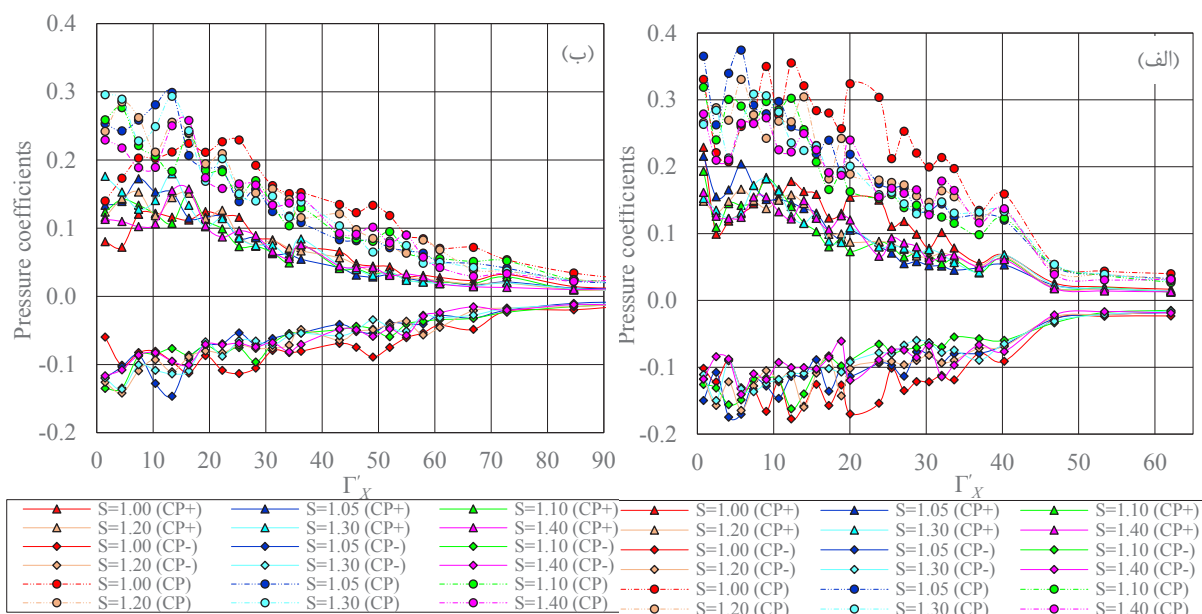 (ب)
Pressure coefficients
0.4
0.3
0.2
0.1
0.0
-0.1
-0.2
0 10 20 30 40 50 60 70 80 90
Γ'X
S=1.00 (CP+) S=1.05 (CP+) S=1.10 (CP+)
S=1.20 (CP+) S=1.30 (CP+) S=1.40 (CP+)
S=1.00 (CP-) S=1.05 (CP-) S=1.10 (CP-)
S=1.20 (CP-) S=1.30 (CP-) S=1.40 (CP-)
S=1.00 (CP) S=1.05 (CP) S=1.10 (CP)
S=1.20 (CP) S=1.30 (CP) S=1.40 (CP)
(الف)
Pressure coefficients
0.4
0.3
0.2
0.1
0.0
-0.1
-0.2
0 10 20 30 40 50 60
Γ'X
S=1.00 (CP+) S=1.05 (CP+) S=1.10 (CP+)
S=1.20 (CP+) S=1.30 (CP+) S=1.40 (CP+)
S=1.00 (CP-) S=1.05 (CP-) S=1.10 (CP-)
S=1.20 (CP-) S=1.30 (CP-) S=1.40 (CP-)
S=1.00 (CP) S=1.05 (CP) S=1.10 (CP)
S=1.20 (CP) S=1.30 (CP) S=1.40 (CP)